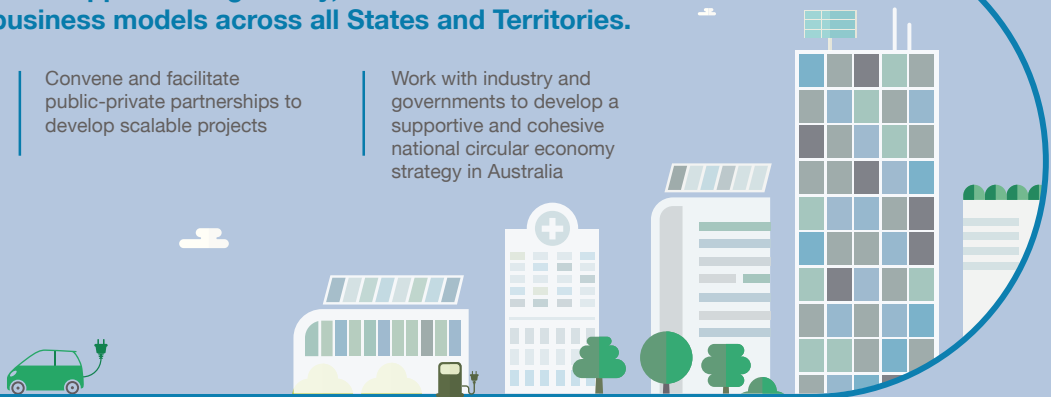 business models across all States and Territories.
Convene and facilitate
public-private partnerships to
develop scalable projects
Work with industry and
governments to develop a
supportive and cohesive
national circular economy
strategy in Australia